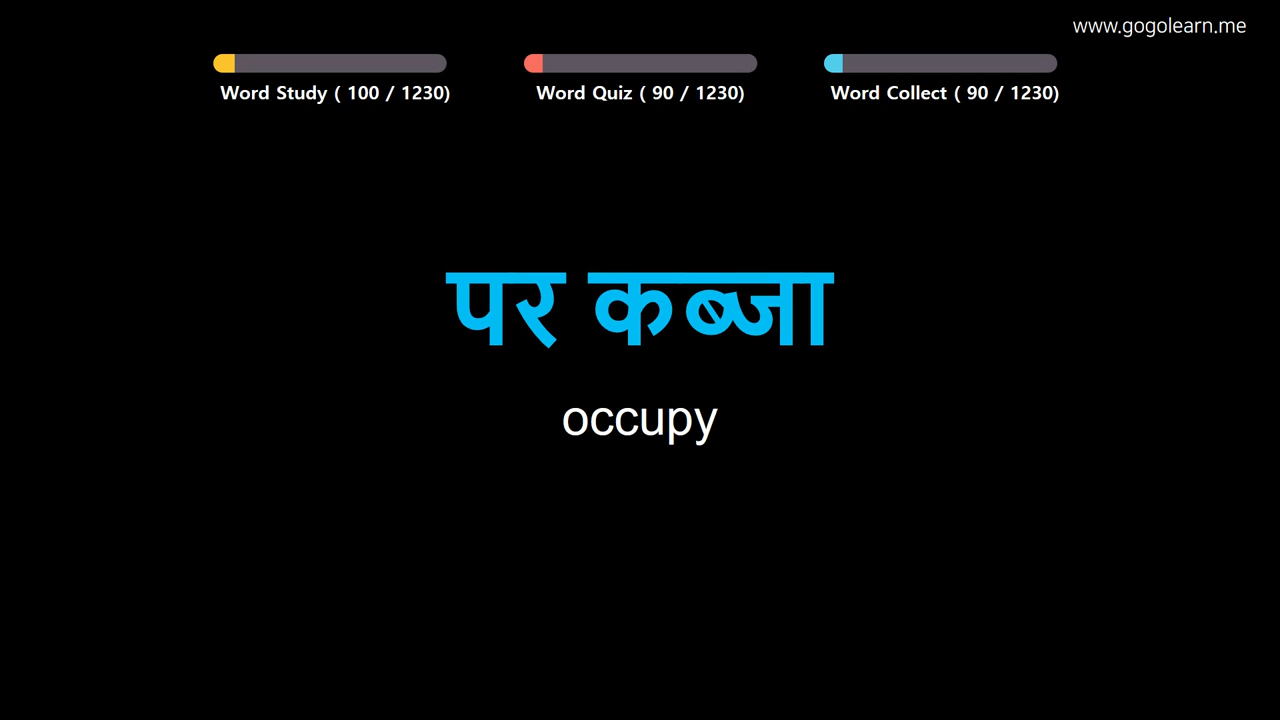 www.gogolearn.me
Word Study ( 100 / 1230)
Word Quiz ( 90 / 1230)
Word Collect ( 90 / 1230)
पर कब्जा
occupy